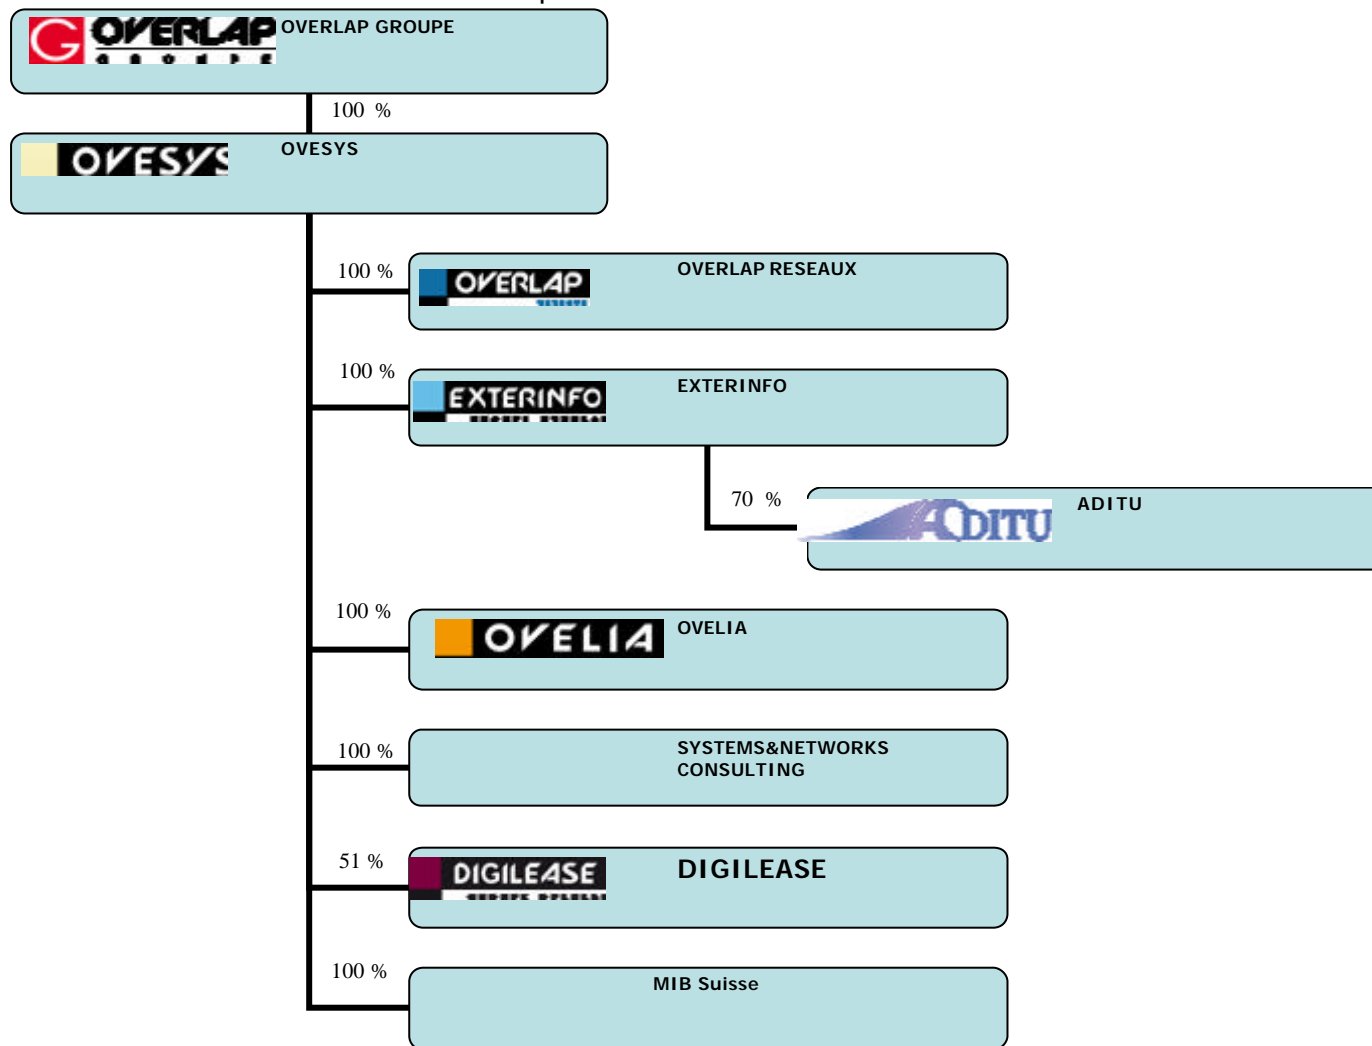 OVERLAP
GROUPE
OVERLAP GROUPE
100 %
OVESYS
OVESYS
100 %
OVERLAP
OVERLAP RESEAUX
100 %
EXTERINFO
EXTERINFO
70 %
ADITU
ADITU
100 %
OVELIA
OVELIA
100 %
SYSTEMS&NETWORKS
CONSULTING
51 %
DIGILEASE
DIGILEASE
100 %
MIB Suisse